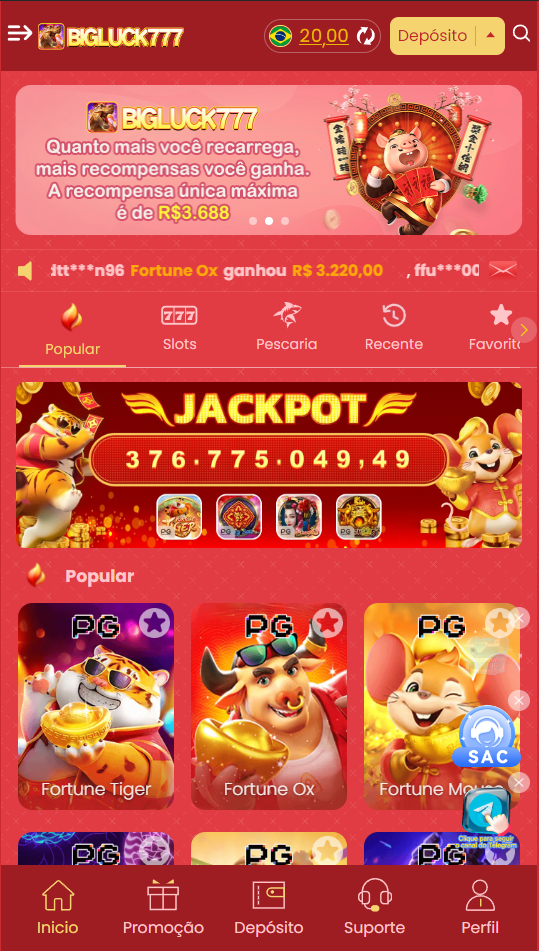 BIGLUCK777
20,00
Depósito
BIGLUCK777
Quanto mais você recarrega,
mais recompensas você ganha.
A recompensa única máxima
é de R$3.688
dtt***n96 Fortune Ox ganhou R$ 3.220,00 , ffu***00
Popular
Slots
Pescaria
Recente
Favorit
JACKPOT
376.775.049,49
Popular
PG
PG
PG
Fortune Tiger
Fortune Ox
Fortune Mouse
SAC
Clique para seguir
o canal do Telegram
PG
PG
PG
Inicio
Promoção
Depósito
Suporte
Perfil